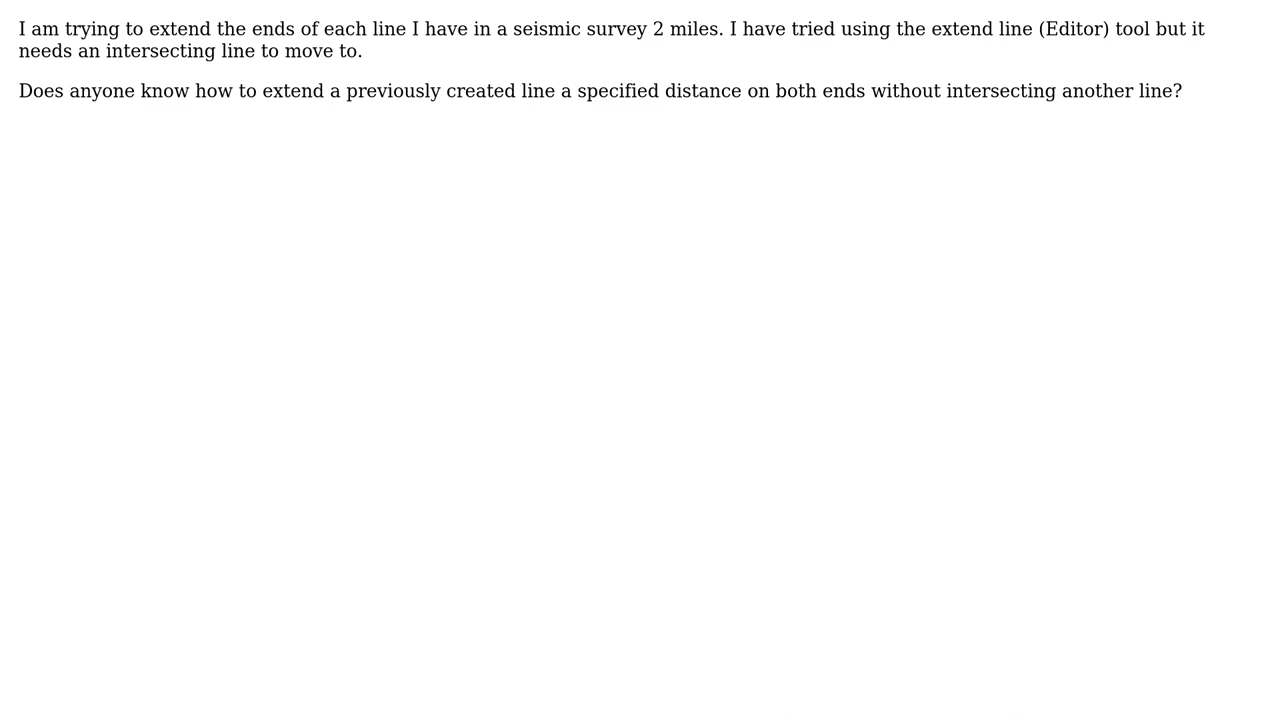 I am trying to extend the ends of each line I have in a seismic survey 2 miles. I have tried using the extend line (Editor) tool but it
needs an intersecting line to move to.
Does anyone know how to extend a previously created line a specified distance on both ends without intersecting another line?